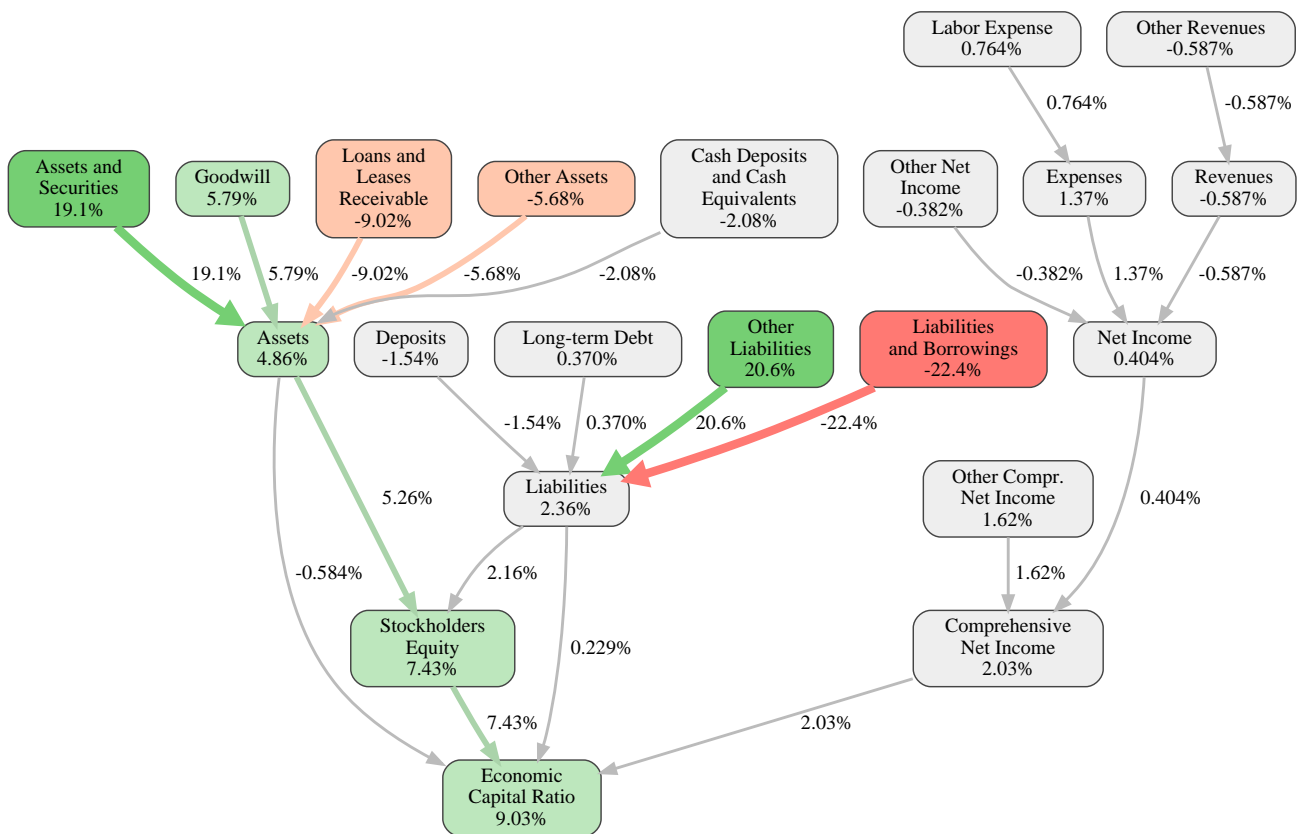 Labor Expense
0.764%
Other Revenues
-0.587%
0.764%
-0.587%
Assets and
Securities
19.1%
Goodwill
5.79%
Loans and
Leases
Receivable
-9.02%
Other Assets
-5.68%
Cash Deposits
and Cash
Equivalents
-2.08%
Other Net
Income
-0.382%
Expenses
1.37%
Revenues
-0.587%
19.1%
5.79%
-9.02%
-5.68%
-2.08%
-0.382%
1.37%
-0.587%
Assets
4.86%
Deposits
-1.54%
Long-term Debt
0.370%
Other
Liabilities
20.6%
Liabilities
and Borrowings
-22.4%
Net Income
0.404%
-1.54%
0.370%
20.6%
-22.4%
5.26%
Liabilities
2.36%
Other Compr.
Net Income
1.62%
0.404%
-0.584%
2.16%
1.62%
0.229%
Stockholders
Equity
7.43%
Comprehensive
Net Income
2.03%
7.43%
2.03%
Economic
Capital Ratio
9.03%